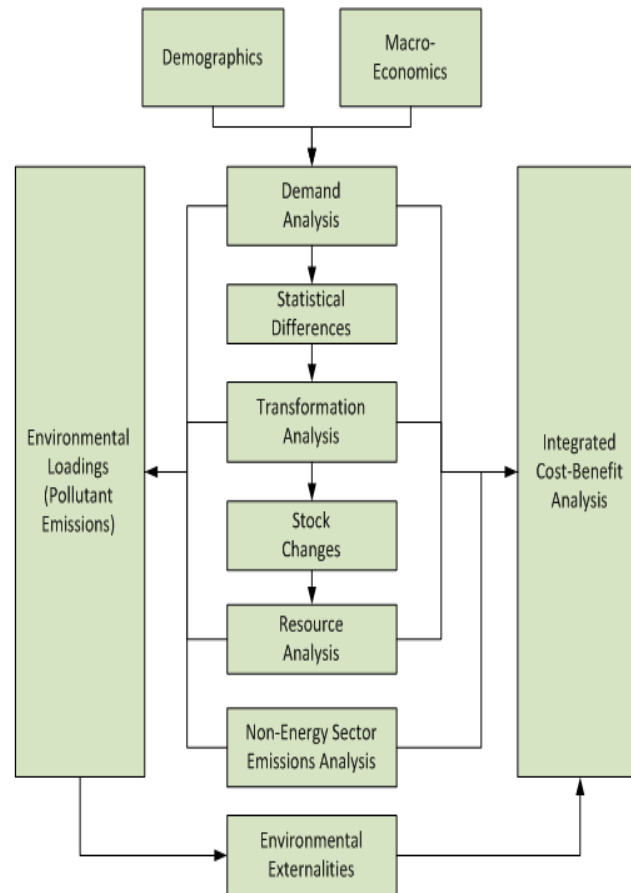 Demographics
Macro-
Economics
Demand
Analysis
Statistical
Differences
Transformation
Analysis
Environmental
Loadings
(Pollutant
Emissions)
Integrated
Cost-Benefit
Analysis
Stock
Changes
Resource
Analysis
Non-Energy Sector
Emissions Analysis
Environmental
Externalities